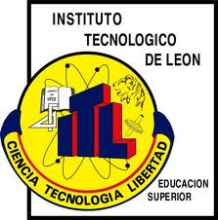 INSTITUTO
TECNOLOGICO
DE LEON
ITL
CIENCIA TECNOLOGIA LIBERTAD
EDUCACION
SUPERIOR